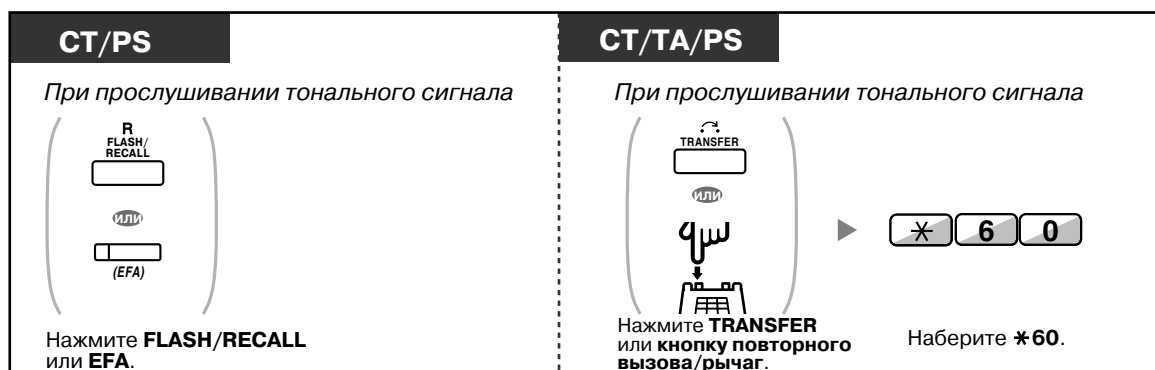 CT/PS
При прослушивании тонального сигнала
R
FLASH/
RECALL
или
(EFA)
Нажмите FLASH/RECALL
или EFA.
CT/TA/PS
При прослушивании тонального сигнала
TRANSFER
или
Нажмите TRANSFER
или кнопку повторного
вызова/рычаг.
* 6 0
Наберите *60.